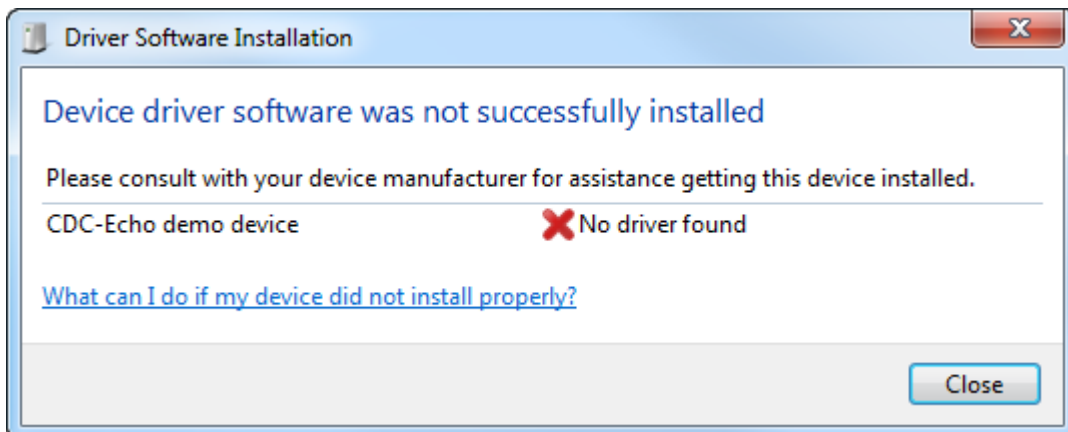 Driver Software Installation
Device driver software was not successfully installed
Please consult with your device manufacturer for assistance getting this device installed.
CDC-Echo demo device No driver found
What can I do if my device did not install properly?
Close